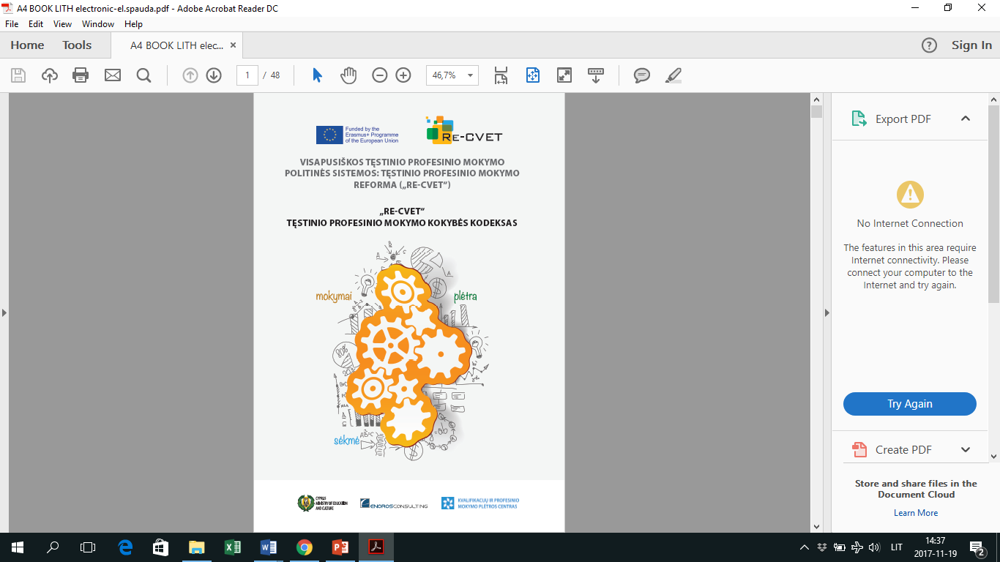 A4 BOOK LITH electronic-el.spauda.pdf - Adobe Acrobat Reader DC
File Edit View Window Help
Home Tools A4 BOOK LITH elec... × Sign In
1 / 48 46,7%
Funded by the
Erasmus+ Programme
of the European Union
RE-CVET
VISAPUSIŠKOS TĘSTINIO PROFESINIO MOKYMO
POLITINĖS SISTEMOS: TĘSTINIO PROFESINIO MOKYMO
REFORMA („RE-CVET“)
„RE-CVET“
TĘSTINIO PROFESINIO MOKYMO KOKYBĖS KODEKSAS
B
A C
A
mokymai
plėtra
80%
20%
sėkmė
AB=C
CYPRUS
MINISTRY OF EDUCATION
AND CULTURE
ENOROSCONSULTING
KVALIFIKACIJŲ IR PROFESINIO
MOKYMO PLĖTROS CENTRAS
Export PDF
No Internet Connection
The features in this area require
Internet connectivity. Please
connect your computer to the
Internet and try again.
Try Again
Create PDF
Store and share files in the
Document Cloud
Learn More
LIT
14:37
2017-11-19
2